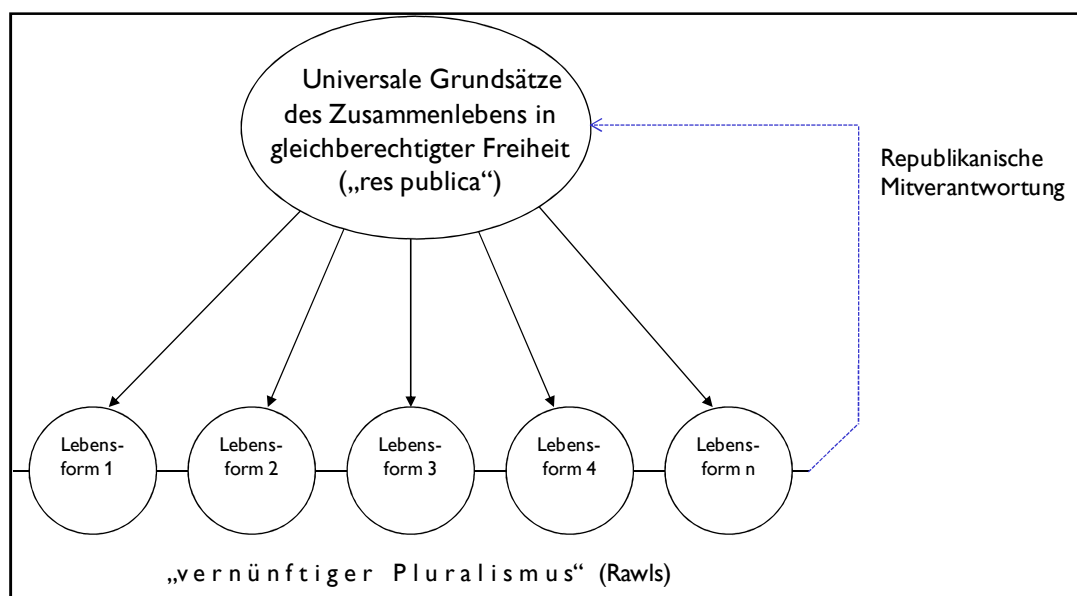 Universale Grundsätze
des Zusammenlebens in
gleichberechtigter Freiheit
(„res publica“)
Republikanische
Mitverantwortung
Lebens-
form 1
Lebens-
form 2
Lebens-
form 3
Lebens-
form 4
Lebens-
form n
„vernünftiger Pluralismus“ (Rawls)